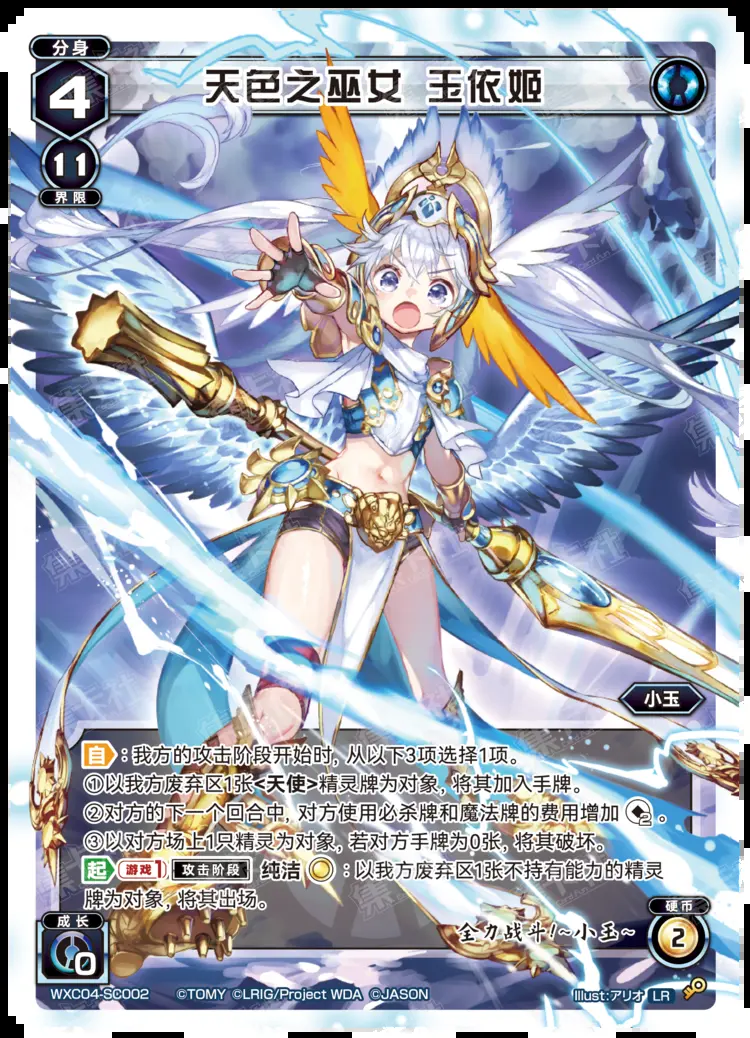 分身
4
天色之巫女 玉依姬
11
界限
小玉
自：我方的攻击阶段开始时，从以下3项选择1项。
①以我方废弃区1张<天使>精灵牌为对象，将其加入手牌。
②对方的下一个回合中，对方使用必杀牌和魔法牌的费用增加 2 。
③以对方场上1只精灵为对象，若对方手牌为0张，将其破坏。
起 游戏1 攻击阶段 纯洁 ：以我方废弃区1张不持有能力的精灵
牌为对象，将其出场。
全力战斗!~小玉~
成长
0
硬币
2
WXC04-SC002 ©TOMY ©LRIG/Project WDA ©JASON
Illust:アリオ LR